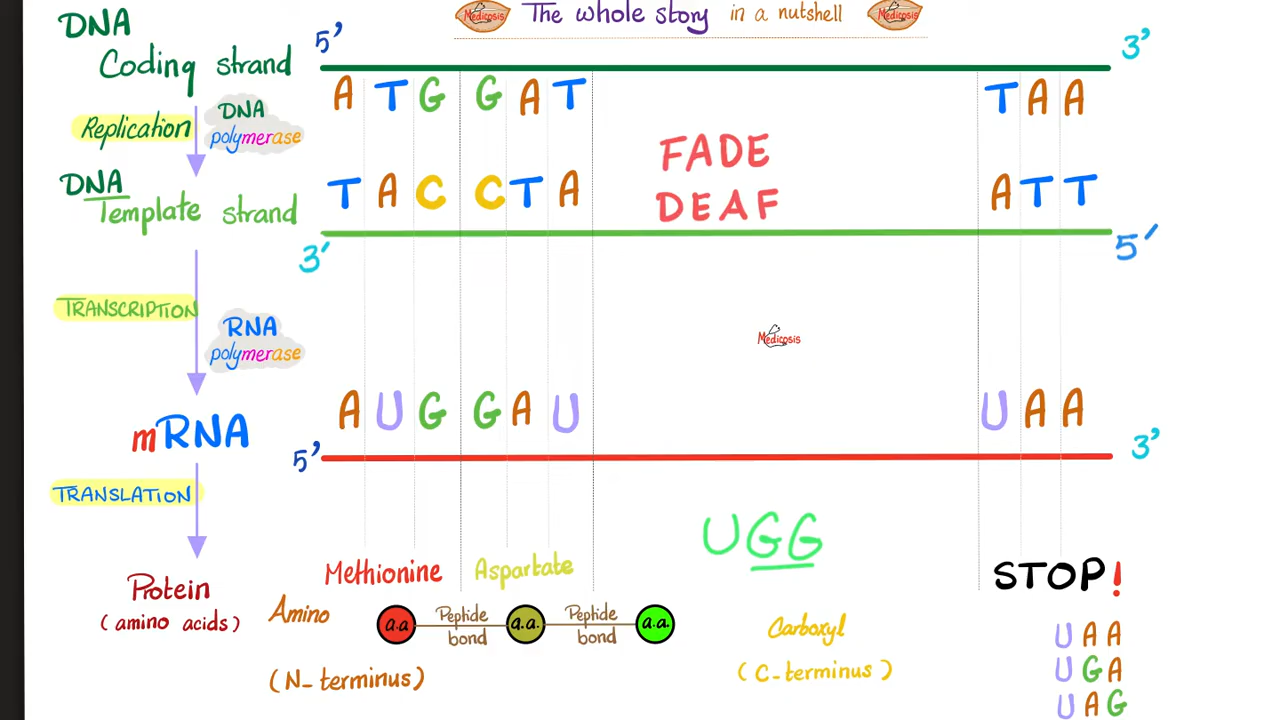 Medicosis The whole story in a nutshell Medicosis
DNA
Coding strand
5’ 3’
A T G G A T T A A
Replication
DNA
polymerase
FADE
DEAF
DNA
Template strand
T A C C T A A T T
3’ 5’
TRANSCRIPTION
RNA
polymerase
Medicosis
mRNA
A U G G A U U A A
5’ 3’
TRANSLATION
UGG
Methionine Aspartate STOP!
Protein
(amino acids)
Amino
(N-terminus)
a.a Peptide bond a.a. Peptide bond a.a.
Carboxyl
(C-terminus)
U A A
U G A
U A G